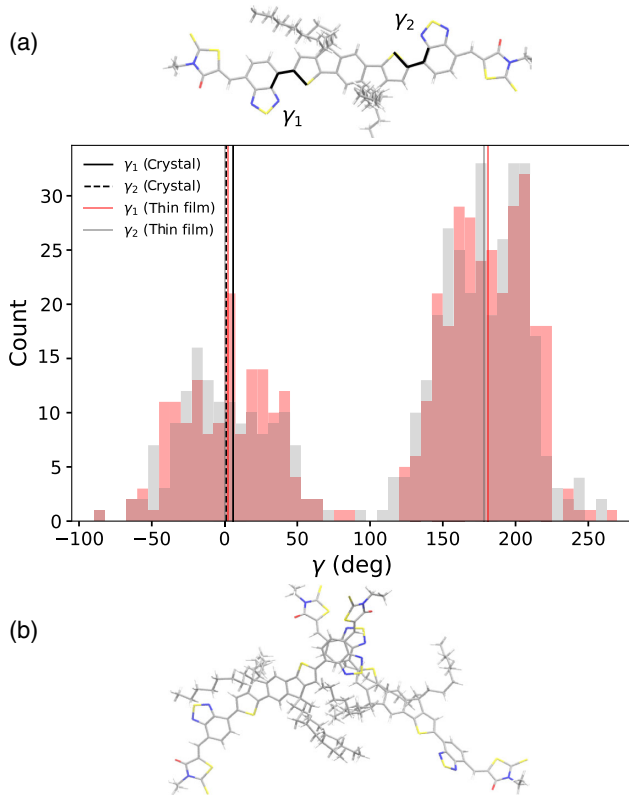 (a)
γ₂
γ₁
γ₁ (Crystal)
γ₂ (Crystal)
γ₁ (Thin film)
γ₂ (Thin film)
30
25
20
15
10
5
0
Count
−100 −50 0 50 100 150 200 250
γ (deg)
(b)